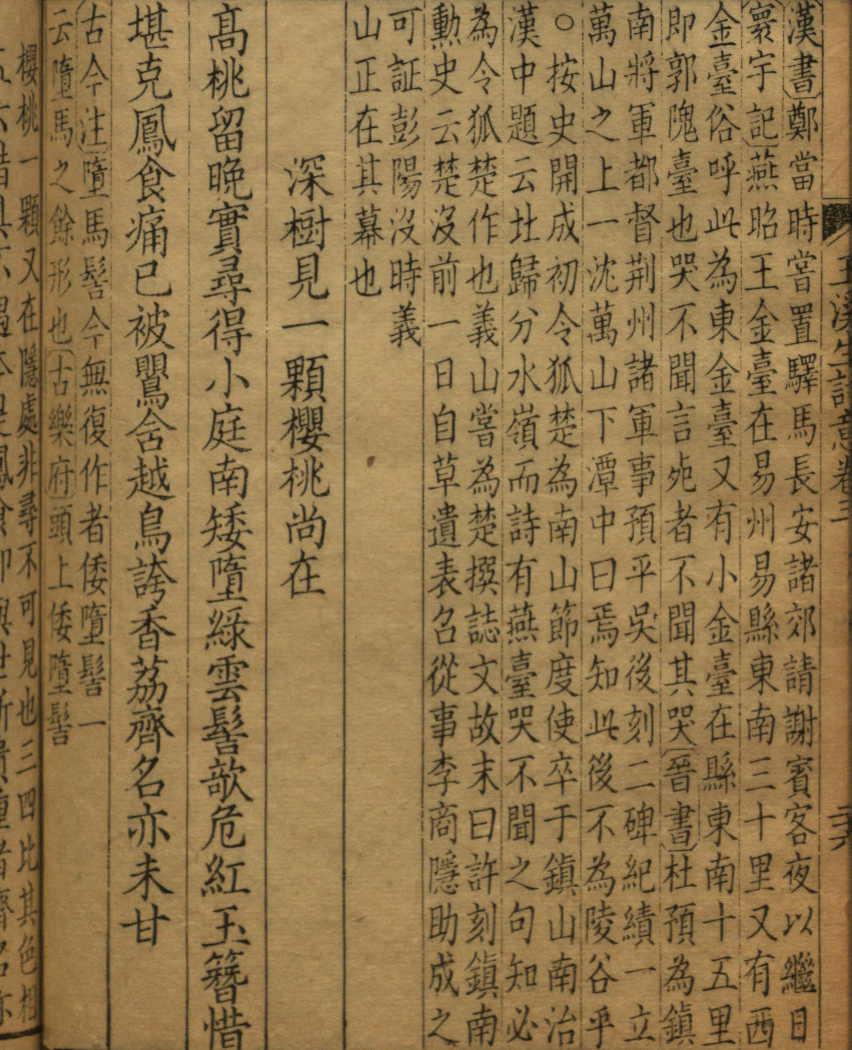 玉溪生詩意卷三
二六
漢書鄭當時嘗置驛馬長安諸郊請謝賓客夜以繼日
寰宇記燕昭王金臺在易州易縣東南三十里又有西
金臺俗呼此為東金臺又有小金臺在縣東南十五里
即郭隗臺也哭不聞言死者不聞其哭晉書杜預為鎮
南將軍都督荆州諸軍事預平吳後刻二碑紀績一立
萬山之上一沈萬山下潭中曰焉知此後不為陵谷乎
○按史開成初令狐楚為南山節度使卒于鎮山南治
漢中題云赴歸分水嶺而詩有燕臺哭不聞之句知必
為令狐楚作也義山嘗為楚撰誌文故末曰許刻鎮南
勲史云楚沒前一日自草遺表名從事李商隱助成之
可証彭陽沒時義
山正在其幕也
深樹見一顆櫻桃尚在
高桃留晚實尋得小庭南矮墮綠雲髻欹危紅玉簪惜
堪克鳳食痛已被鸎含越鳥誇香荔齊名亦未甘
古今注墮馬髻今無復作者倭墮髻一
云墮馬之餘形也古樂府頭上倭墮髻
櫻桃一顆又在隱處非尋不可見也三四比其色相